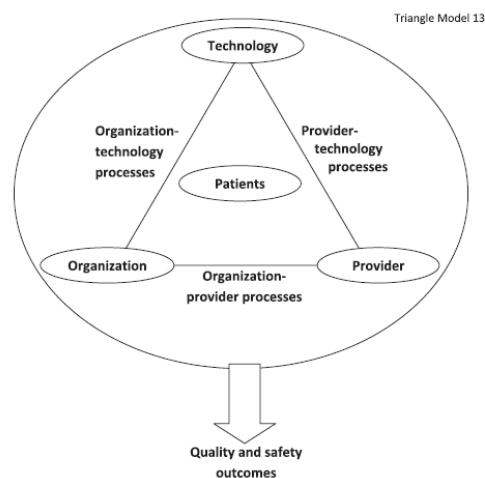 Triangle Model 13
Technology
Organization-
technology
processes
Provider-
technology
processes
Patients
Organization
Provider
Organization-
provider processes
Quality and safety
outcomes